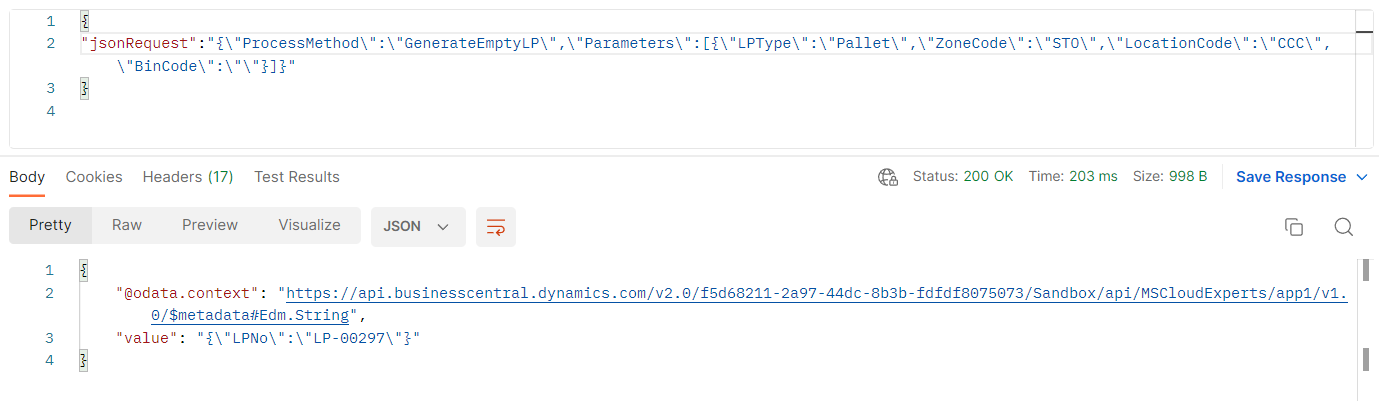 1 {
2 "jsonRequest":"{\"ProcessMethod\":\"GenerateEmptyLP\",\"Parameters\":[{\"LPType\":\"Pallet\",\"ZoneCode\":\"STO\",\"LocationCode\":\"CCC\",
\"BinCode\":\"\"}]}"
3 }
4
Body Cookies Headers (17) Test Results Status: 200 OK Time: 203 ms Size: 998 B Save Response
Pretty Raw Preview Visualize JSON
1 {
2 "@odata.context": "https://api.businesscentral.dynamics.com/v2.0/f5d68211-2a97-44dc-8b3b-fdfdf8075073/Sandbox/api/MSCloudExperts/app1/v1.
0/$metadata#Edm.String",
3 "value": "{\"LPNo\":\"LP-00297\"}"
4 }